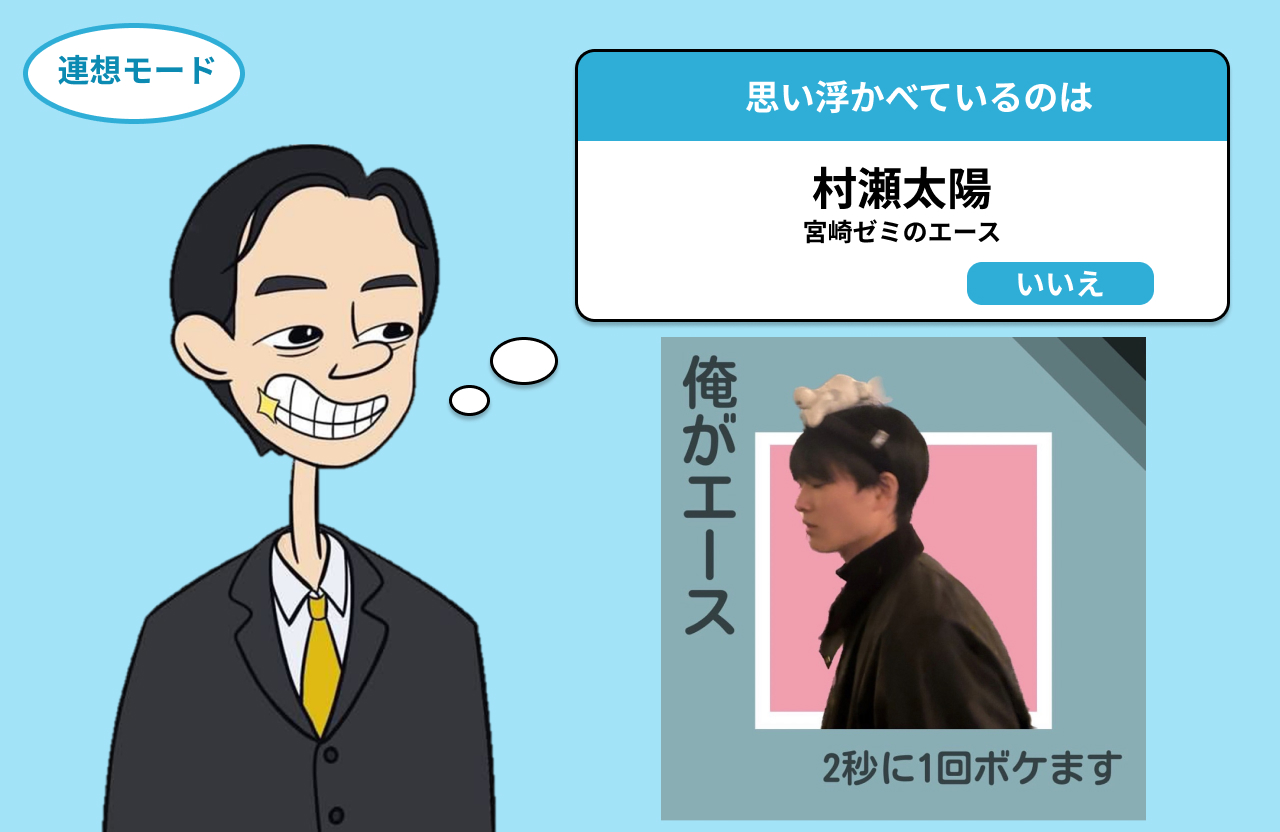 連想モード
思い浮かべているのは
村瀬太陽
宮崎ゼミのエース
いいえ
俺がエース
2秒に1回ボケます